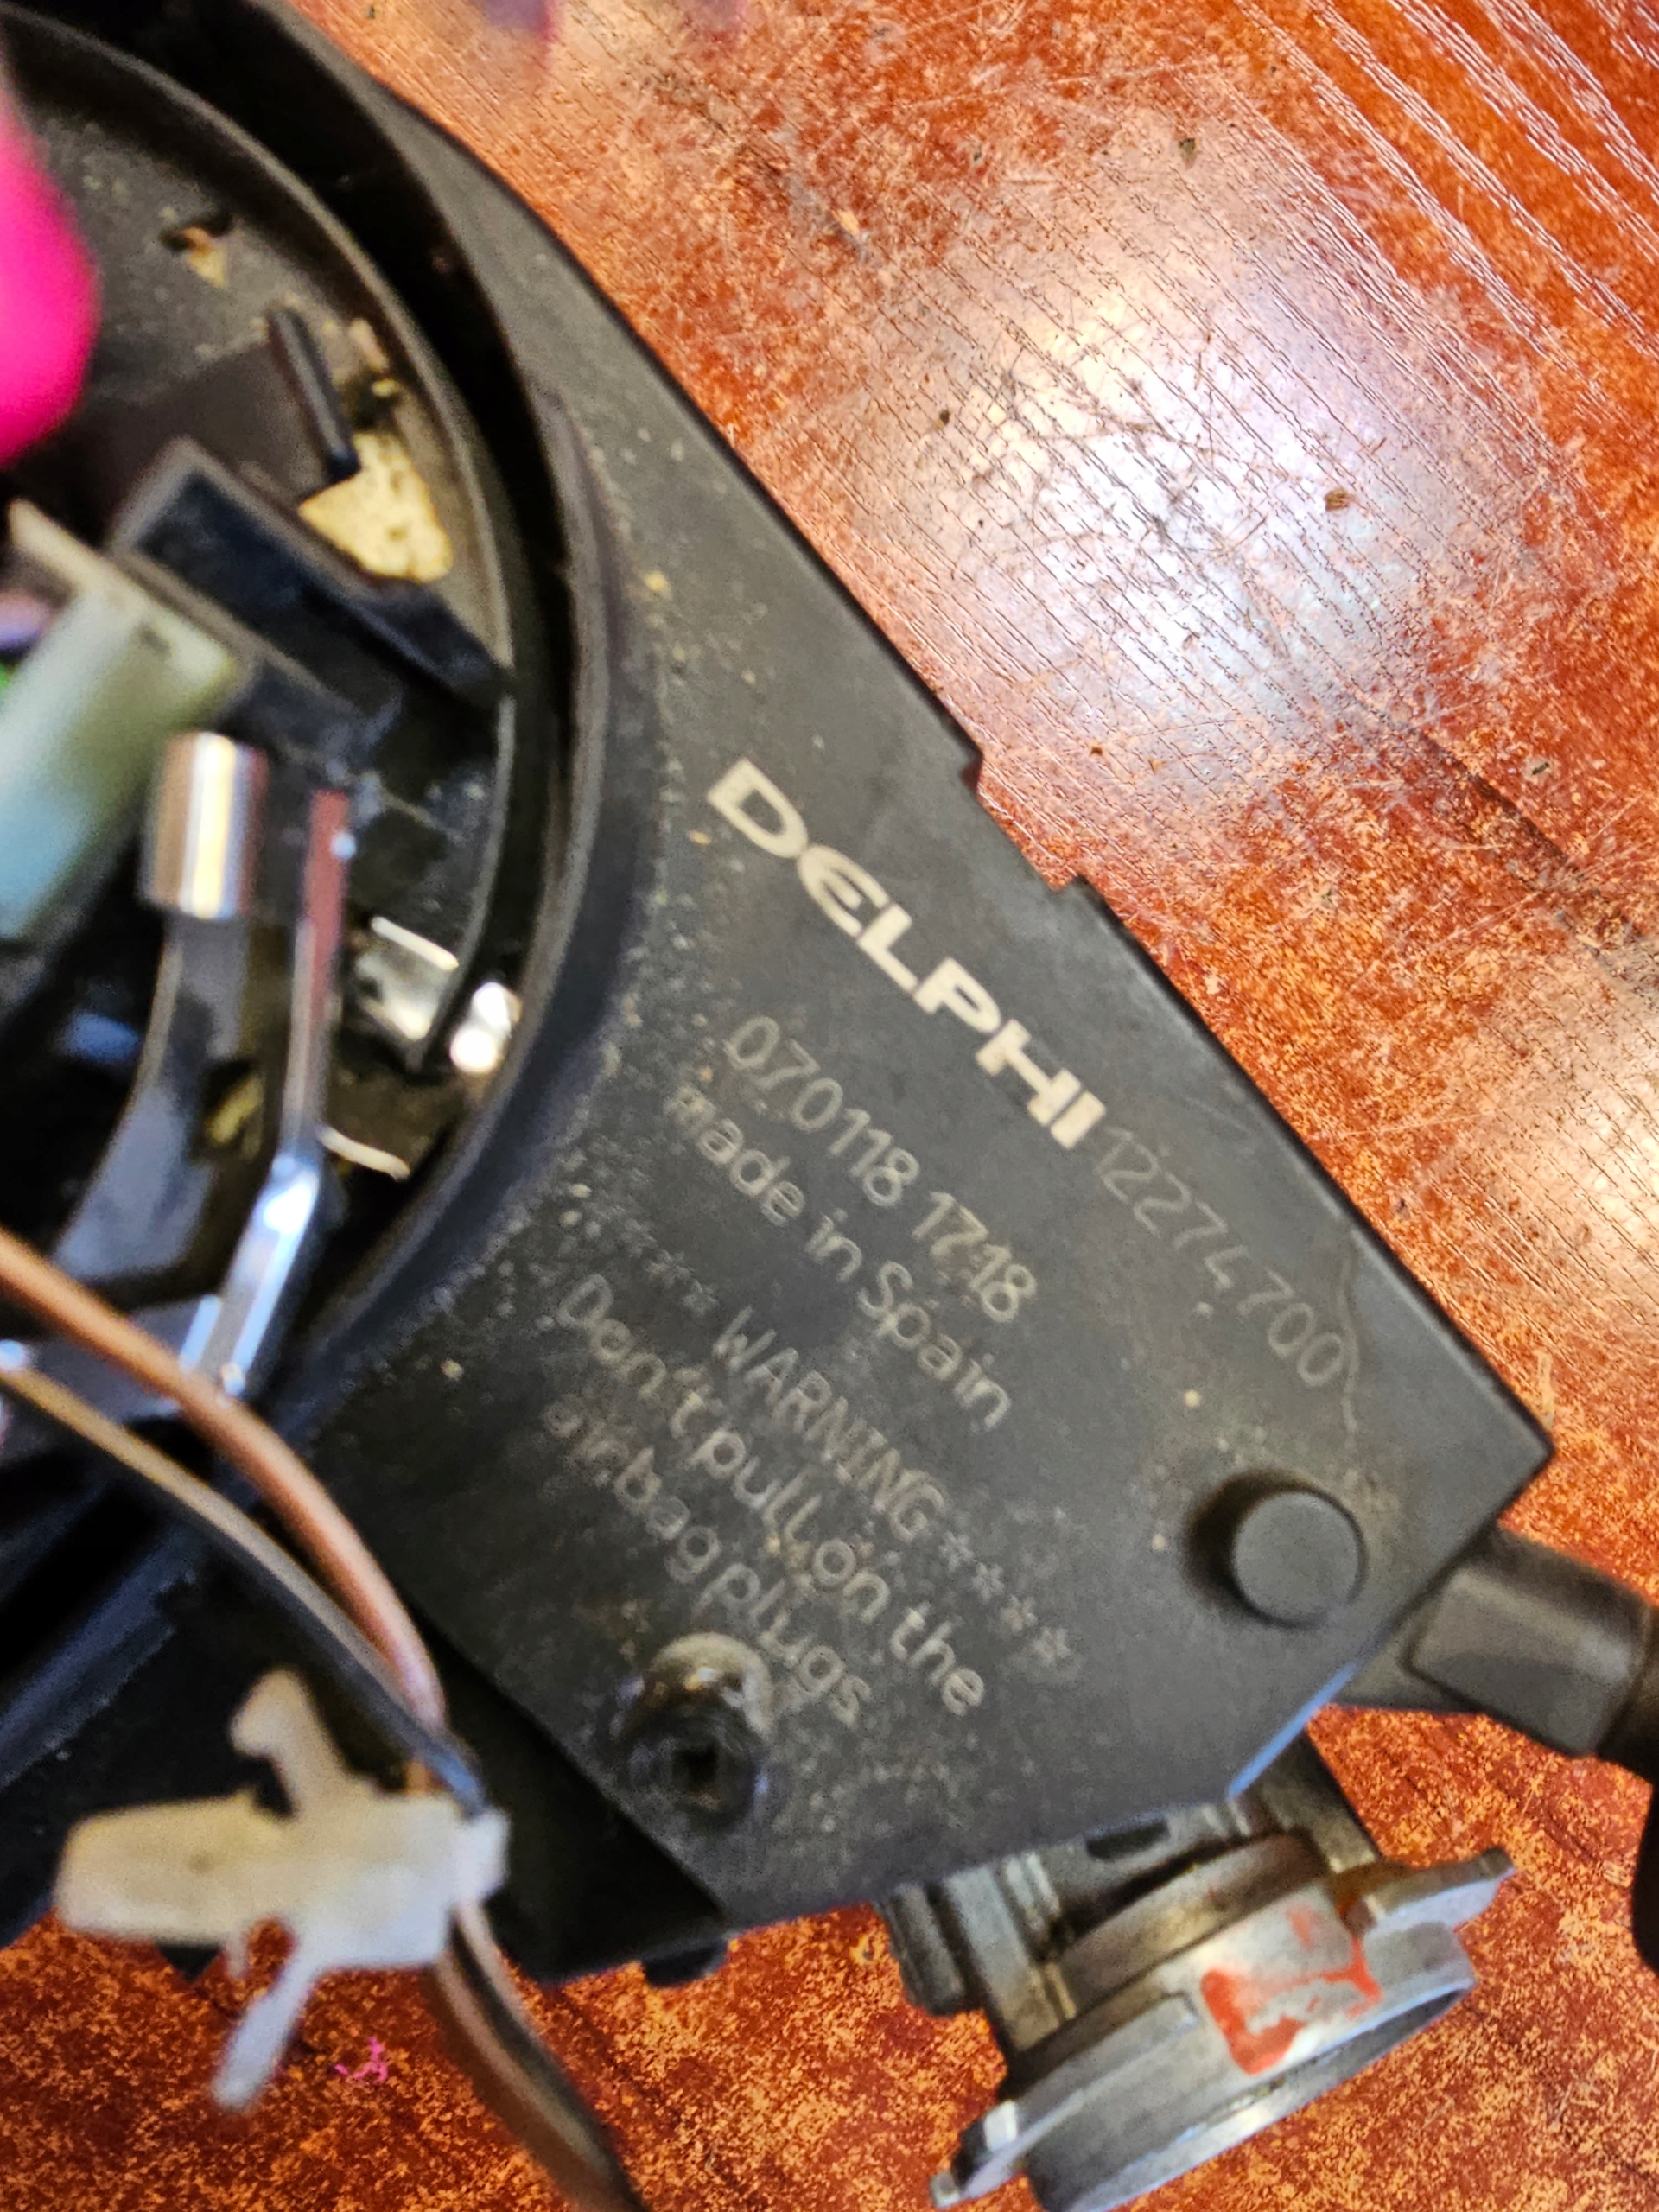 DELPHI 12274700
070118 1718
Made in Spain
**** WARNING ****
Don't pull on the
airbag plugs